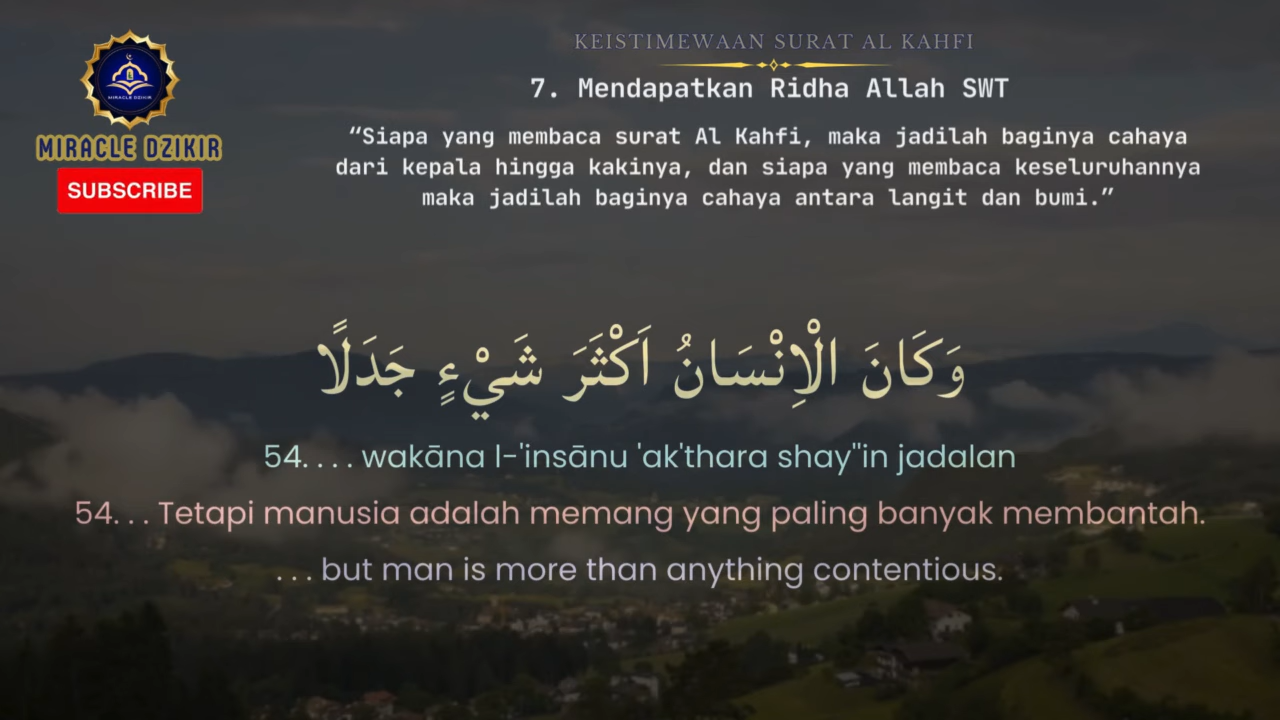 KEISTIMEWAAN SURAT AL KAHFI
7. Mendapatkan Ridha Allah SWT
“Siapa yang membaca surat Al Kahfi, maka jadilah baginya cahaya
dari kepala hingga kakinya, dan siapa yang membaca keseluruhannya
maka jadilah baginya cahaya antara langit dan bumi.”
MIRACLE DZIKIR
MIRACLE DZIKIR
SUBSCRIBE
وَكَانَ الْاِنْسَانُ اَكْثَرَ شَيْءٍ جَدَلًا
54. . . . wakāna l-'insānu 'ak'thara shay"in jadalan
54. . . Tetapi manusia adalah memang yang paling banyak membantah.
. . . but man is more than anything contentious.